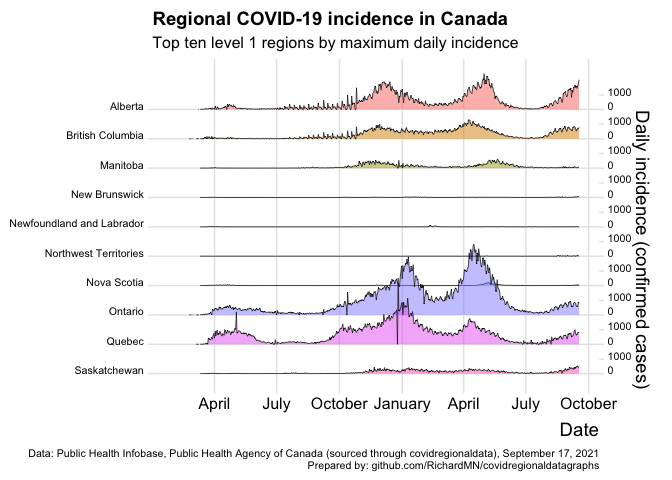 Regional COVID-19 incidence in Canada
Top ten level 1 regions by maximum daily incidence
Alberta
1000
0
British Columbia
1000
0
Manitoba
1000
0
New Brunswick
1000
0
Newfoundland and Labrador
1000
0
Northwest Territories
1000
0
Nova Scotia
1000
0
Ontario
1000
0
Quebec
1000
0
Saskatchewan
1000
0
Daily incidence (confirmed cases)
April July October January April July October
Date
Data: Public Health Infobase, Public Health Agency of Canada (sourced through covidregionaldata), September 17, 2021
Prepared by: github.com/RichardMN/covidregionaldatagraphs